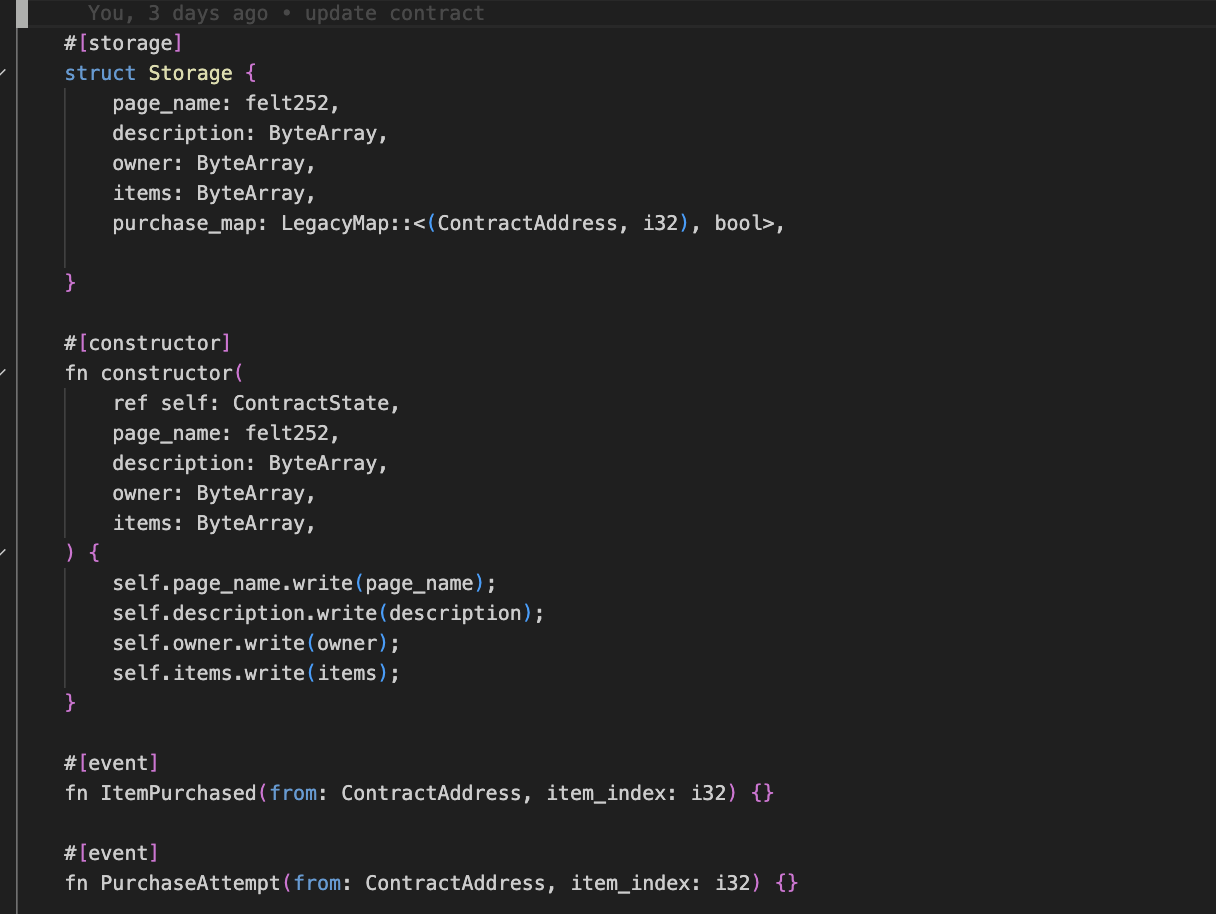 You, 3 days ago • update contract
#[storage]
struct Storage {
    page_name: felt252,
    description: ByteArray,
    owner: ByteArray,
    items: ByteArray,
    purchase_map: LegacyMap::<(ContractAddress, i32), bool>,
}
#[constructor]
fn constructor(
    ref self: ContractState,
    page_name: felt252,
    description: ByteArray,
    owner: ByteArray,
    items: ByteArray,
) {
    self.page_name.write(page_name);
    self.description.write(description);
    self.owner.write(owner);
    self.items.write(items);
}
#[event]
fn ItemPurchased(from: ContractAddress, item_index: i32) {}
#[event]
fn PurchaseAttempt(from: ContractAddress, item_index: i32) {}